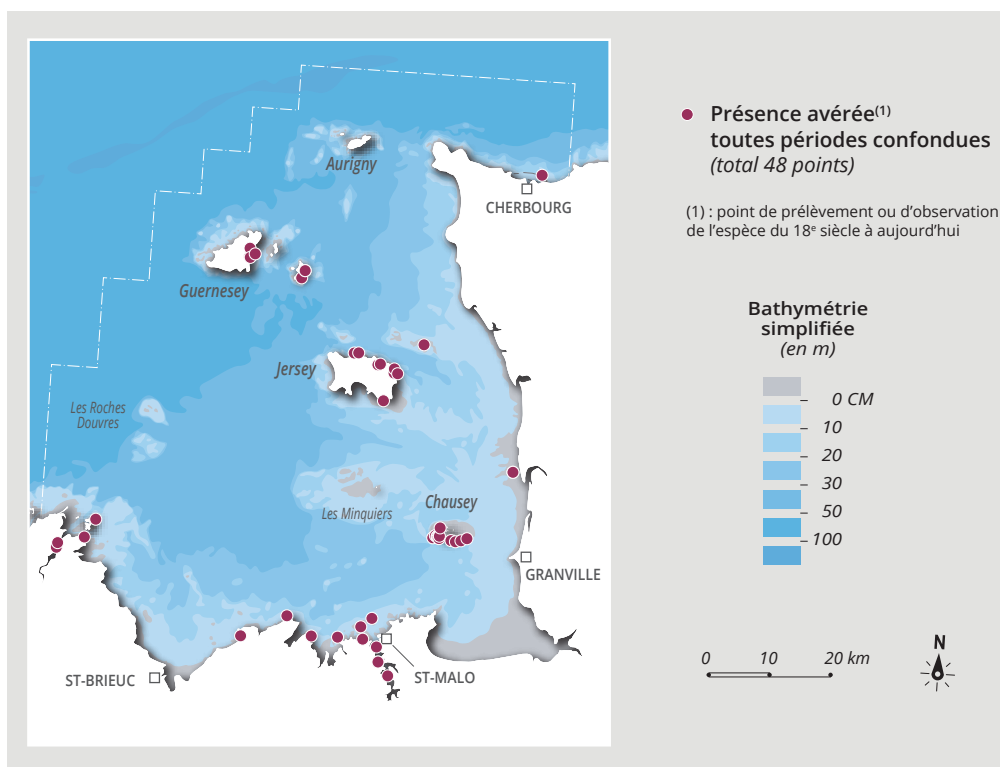 Aurigny
CHERBOURG
Guernesey
Jersey
Les Roches
Douvres
Les Minquiers
Chausey
GRANVILLE
ST-BRIEUC
ST-MALO
Présence avérée(1)
toutes périodes confondues
(total 48 points)
(1) : point de prélèvement ou d'observation
de l'espèce du 18e siècle à aujourd'hui
Bathymétrie
simplifiée
(en m)
0 CM
10
20
30
50
100
0 10 20 km
N